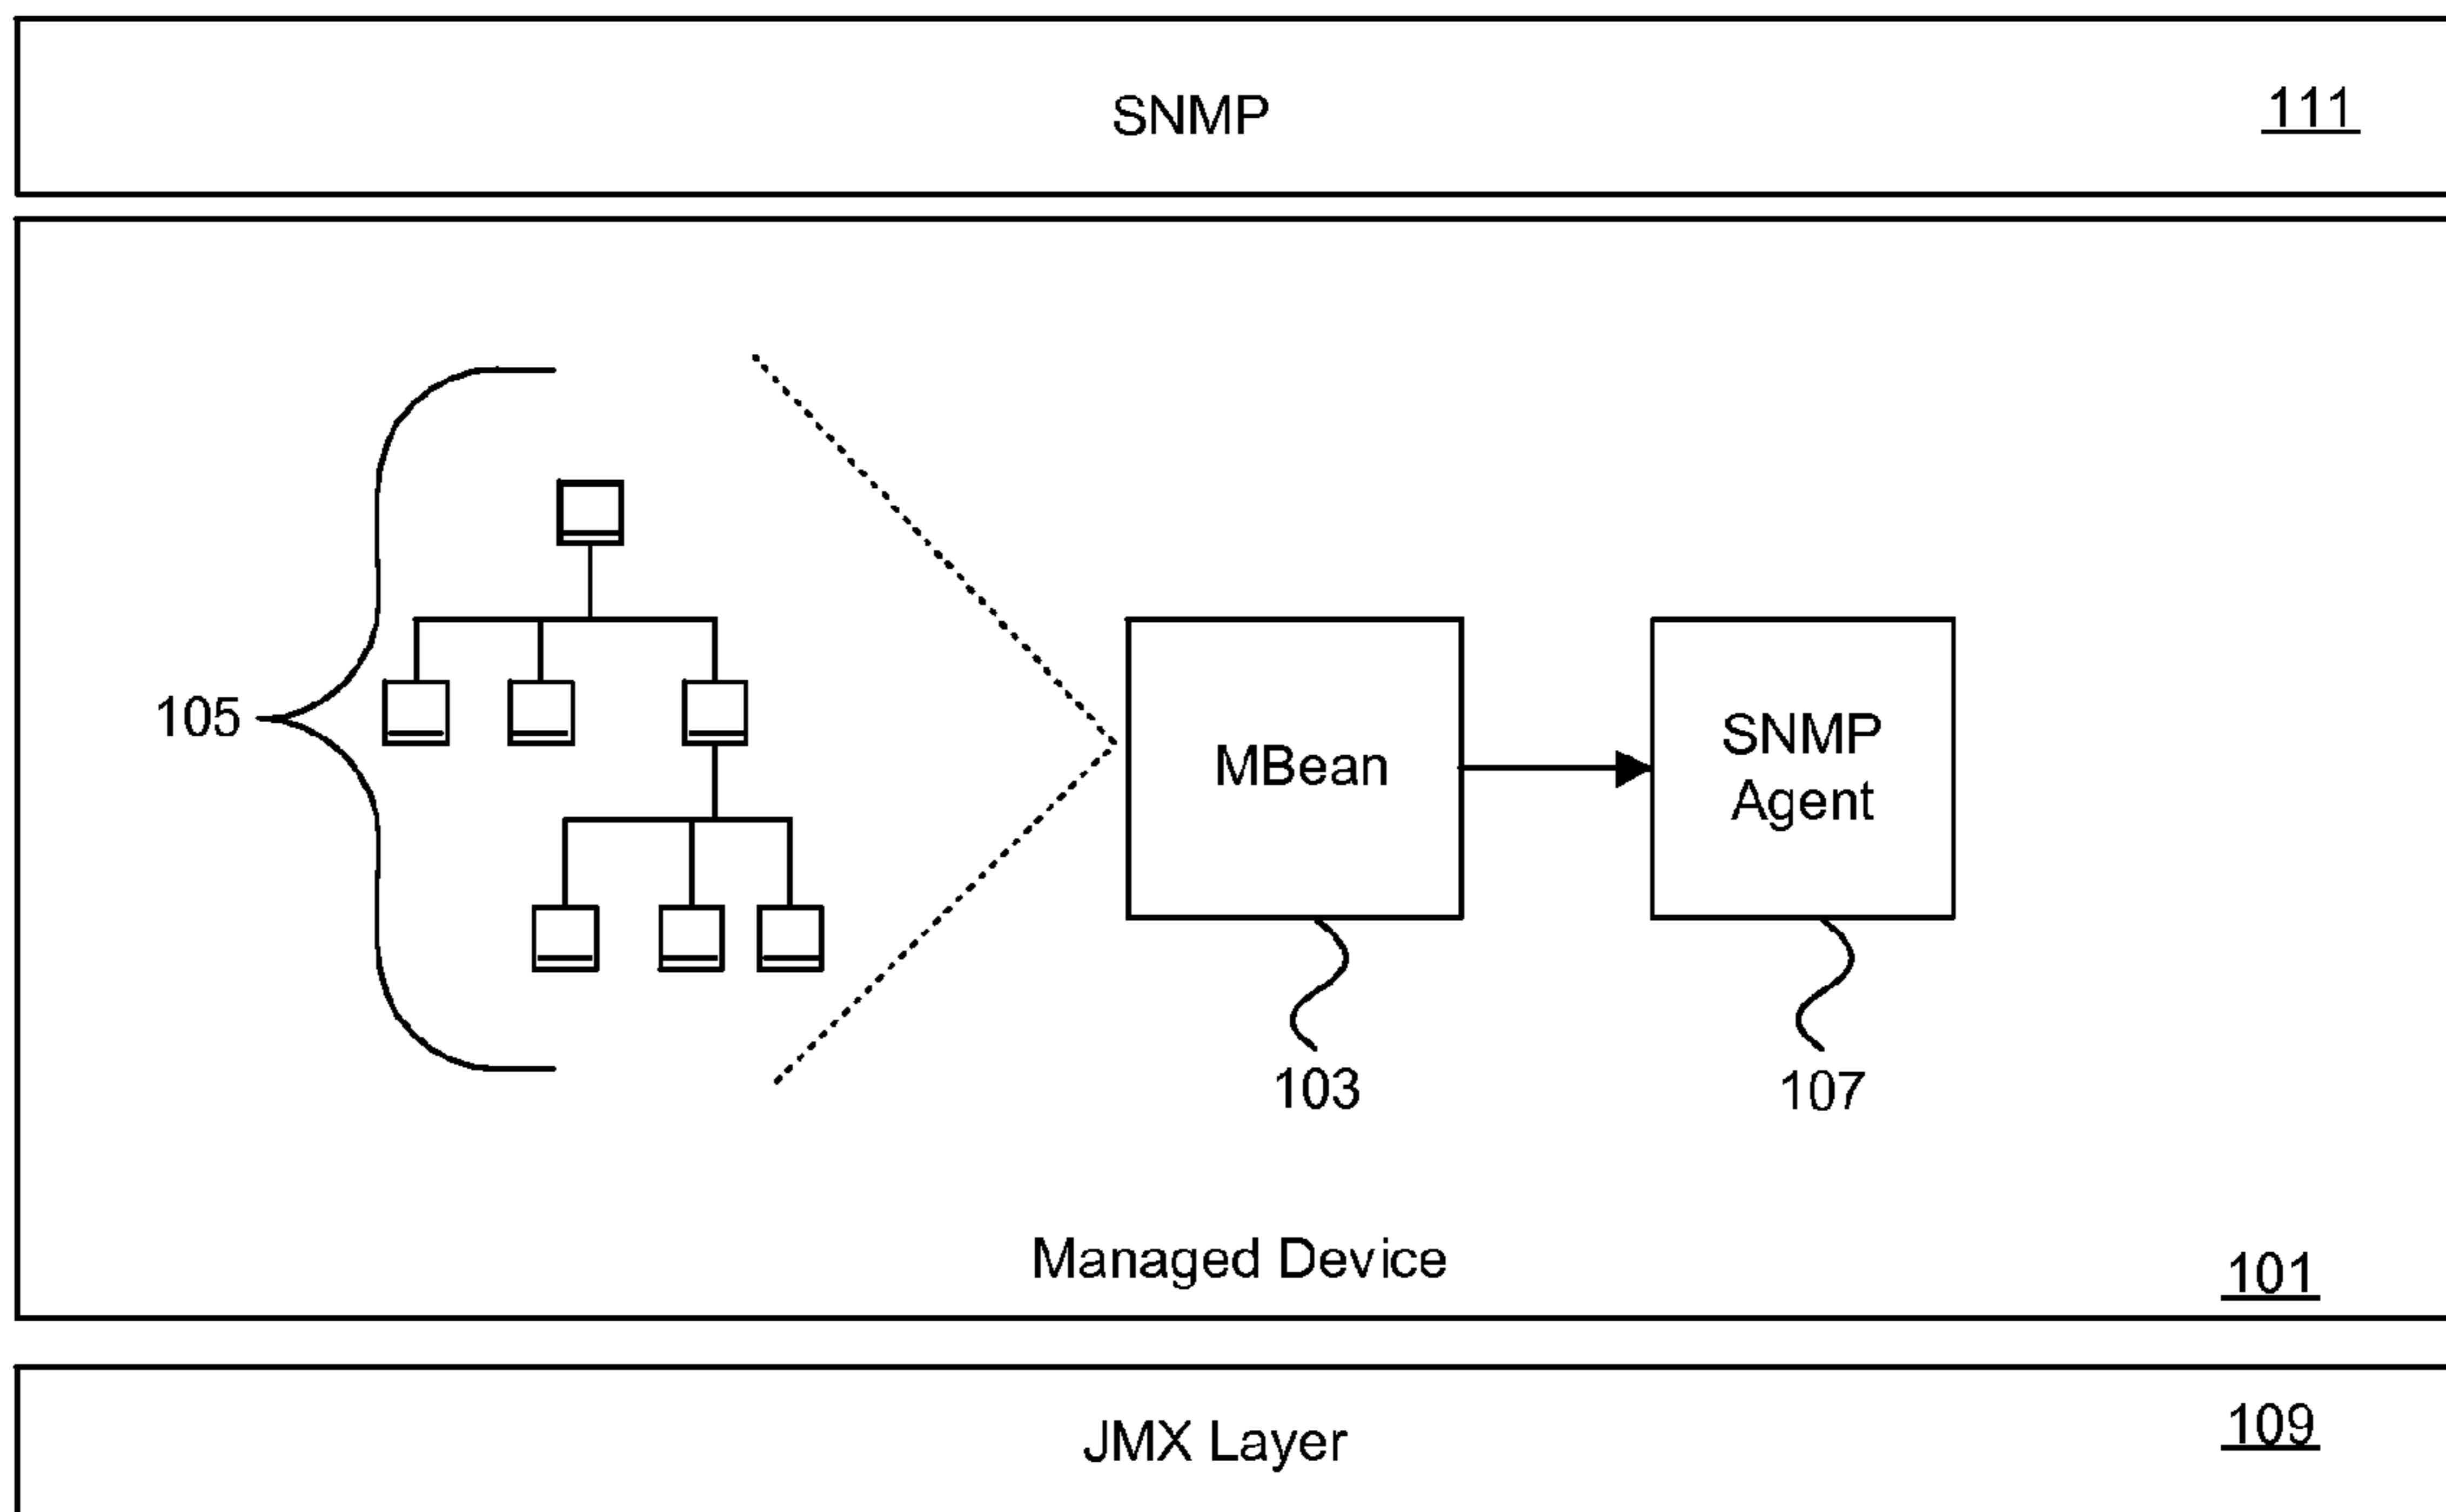 SNMP
111
105
MBean
SNMP
Agent
103
107
Managed Device
101
JMX Layer
109